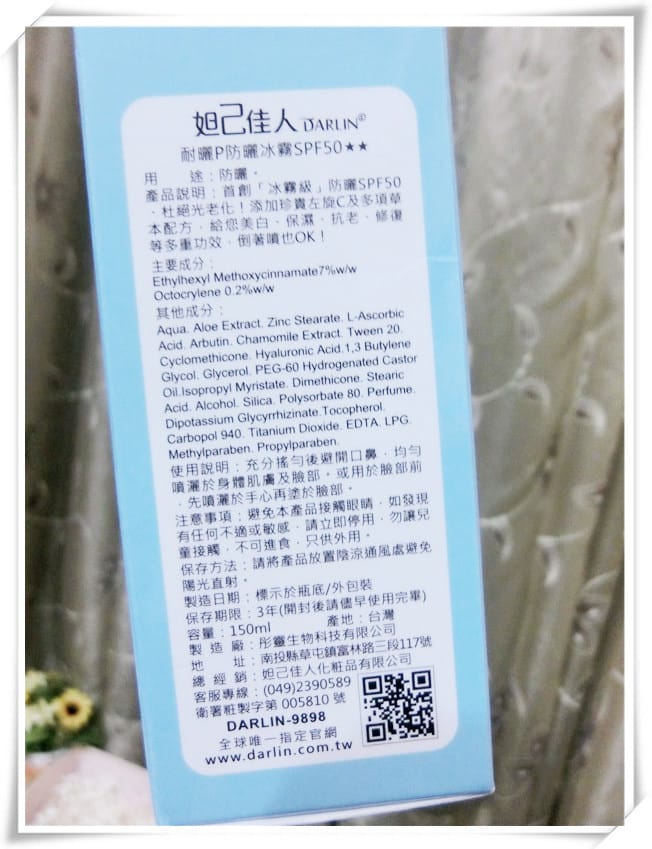 妲己佳人 DARLIN®
耐曬P防曬冰霧SPF50★★
用　　途：防曬。
產品說明：首創「冰霧級」防曬SPF50
，杜絕光老化！添加珍貴左旋C及多項草
本配方，給您美白、保濕、抗老、修復
等多重功效，倒著噴也OK！
主要成分：
Ethylhexyl Methoxycinnamate7%w/w
Octocrylene 0.2%w/w
其他成分：
Aqua. Aloe Extract. Zinc Stearate. L-Ascorbic
Acid. Arbutin. Chamomile Extract. Tween 20.
Cyclomethicone. Hyaluronic Acid.1,3 Butylene
Glycol. Glycerol. PEG-60 Hydrogenated Castor
Oil.Isopropyl Myristate. Dimethicone. Stearic
Acid. Alcohol. Silica. Polysorbate 80. Perfume.
Dipotassium Glycyrrhizinate.Tocopherol.
Carbopol 940. Titanium Dioxide. EDTA. LPG.
Methylparaben. Propylparaben.
使用說明：充分搖勻後避開口鼻，均勻
噴灑於身體肌膚及臉部。或用於臉部前
，先噴灑於手心再塗於臉部。
注意事項：避免本產品接觸眼睛，如發現
有任何不適或敏感，請立即停用，勿讓兒
童接觸，不可進食，只供外用。
保存方法：請將產品放置陰涼通風處避免
陽光直射。
製造日期：標示於瓶底/外包裝
保存期限：3年(開封後請儘早使用完畢)
容量：150ml　　　產地：台灣
製 造 廠：彤靈生物科技有限公司
地　　址：南投縣草屯鎮富林路三段117號
總 經 銷：妲己佳人化粧品有限公司
客服專線：(049)2390589
衛署粧製字第 005810 號
DARLIN-9898
全球唯一指定官網
www.darlin.com.tw